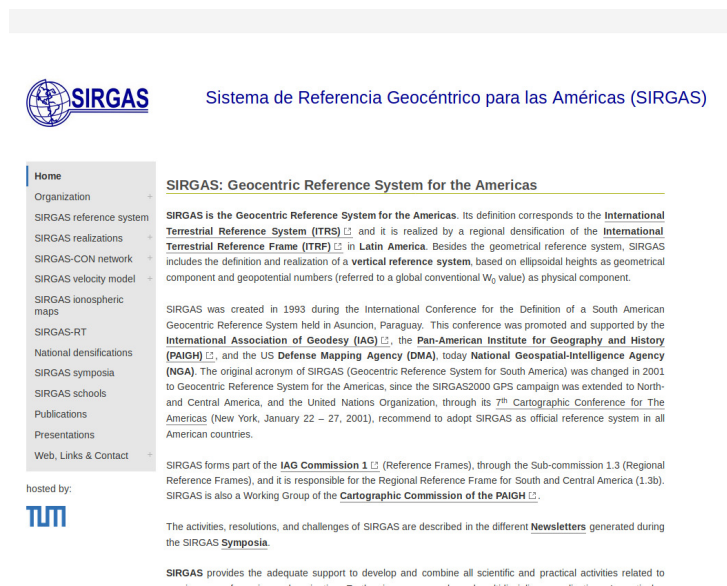 SIRGAS
Sistema de Referencia Geocéntrico para las Américas (SIRGAS)
Home
Organization
SIRGAS reference system
SIRGAS realizations
SIRGAS-CON network
SIRGAS velocity model
SIRGAS ionospheric
maps
SIRGAS-RT
National densifications
SIRGAS symposia
SIRGAS schools
Publications
Presentations
Web, Links & Contact
hosted by:
TUM
SIRGAS: Geocentric Reference System for the Americas
SIRGAS is the Geocentric Reference System for the Americas. Its definition corresponds to the International
Terrestrial Reference System (ITRS) and it is realized by a regional densification of the International
Terrestrial Reference Frame (ITRF) in Latin America. Besides the geometrical reference system, SIRGAS
includes the definition and realization of a vertical reference system, based on ellipsoidal heights as geometrical
component and geopotential numbers (referred to a global conventional W0 value) as physical component.
SIRGAS was created in 1993 during the International Conference for the Definition of a South American
Geocentric Reference System held in Asuncion, Paraguay. This conference was promoted and supported by the
International Association of Geodesy (IAG), the Pan-American Institute for Geography and History
(PAIGH), and the US Defense Mapping Agency (DMA), today National Geospatial-Intelligence Agency
(NGA). The original acronym of SIRGAS (Geocentric Reference System for South America) was changed in 2001
to Geocentric Reference System for the Americas, since the SIRGAS2000 GPS campaign was extended to North-
and Central America, and the United Nations Organization, through its 7th Cartographic Conference for The
Americas (New York, January 22 – 27, 2001), recommend to adopt SIRGAS as official reference system in all
American countries.
SIRGAS forms part of the IAG Commission 1 (Reference Frames), through the Sub-commission 1.3 (Regional
Reference Frames), and it is responsible for the Regional Reference Frame for South and Central America (1.3b).
SIRGAS is also a Working Group of the Cartographic Commission of the PAIGH.
The activities, resolutions, and challenges of SIRGAS are described in the different Newsletters generated during
the SIRGAS Symposia.
SIRGAS provides the adequate support to develop and combine all scientific and practical activities related to